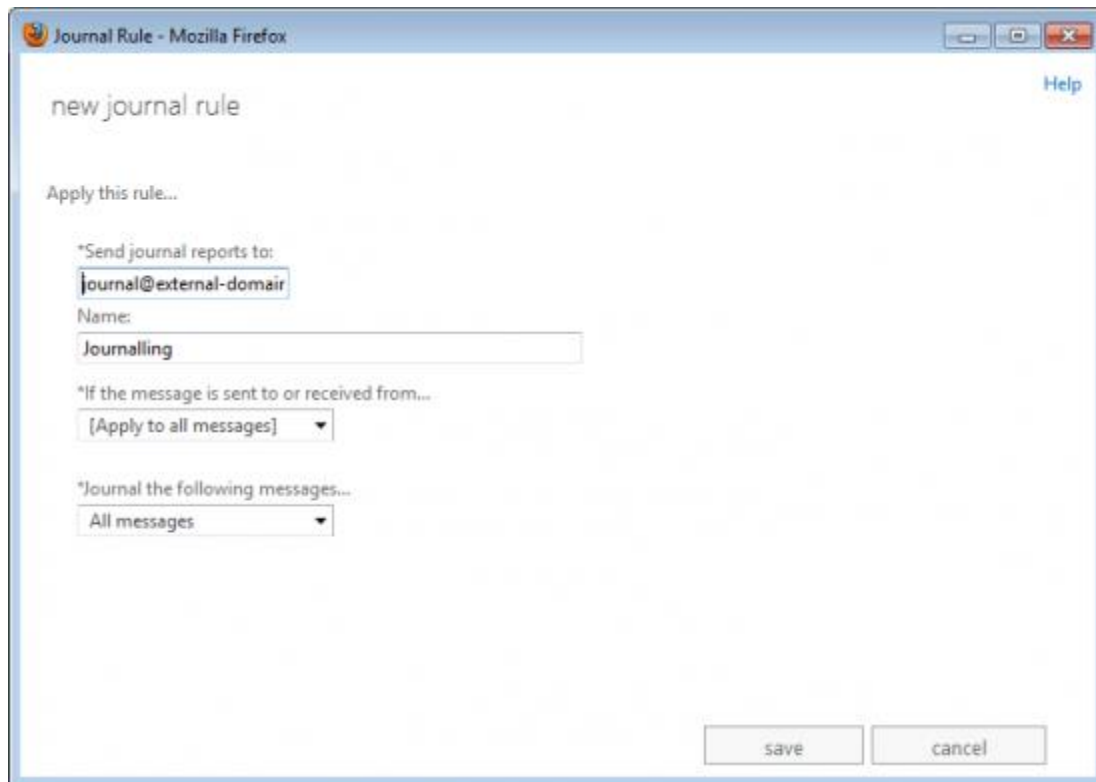 Journal Rule - Mozilla Firefox
Help
new journal rule
Apply this rule...
*Send journal reports to:
journal@external-domair
Name:
Journalling
*If the message is sent to or received from...
[Apply to all messages]
*Journal the following messages...
All messages
save cancel